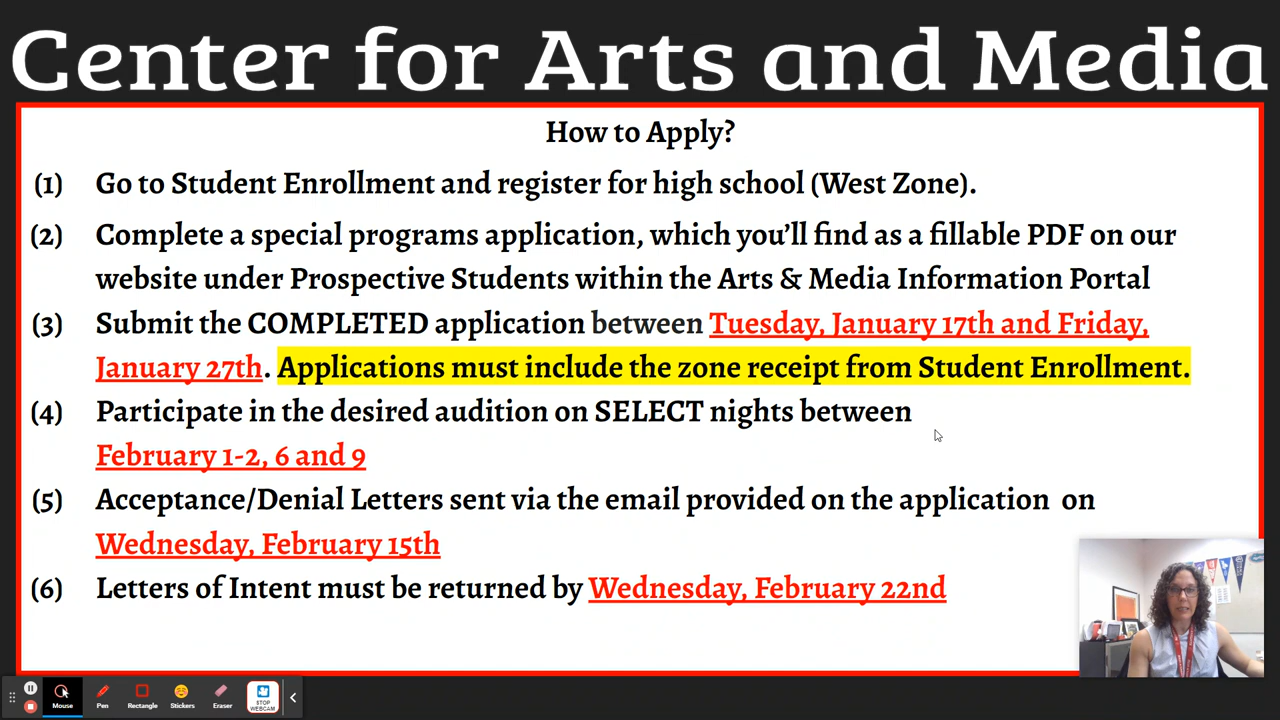 Center for Arts and Media
How to Apply?
(1) Go to Student Enrollment and register for high school (West Zone).
(2) Complete a special programs application, which you’ll find as a fillable PDF on our
website under Prospective Students within the Arts & Media Information Portal
(3) Submit the COMPLETED application between Tuesday, January 17th and Friday,
January 27th. Applications must include the zone receipt from Student Enrollment.
(4) Participate in the desired audition on SELECT nights between
February 1-2, 6 and 9
(5) Acceptance/Denial Letters sent via the email provided on the application on
Wednesday, February 15th
(6) Letters of Intent must be returned by Wednesday, February 22nd
Mouse Pen Rectangle Stickers Eraser STOP
WEBCAM